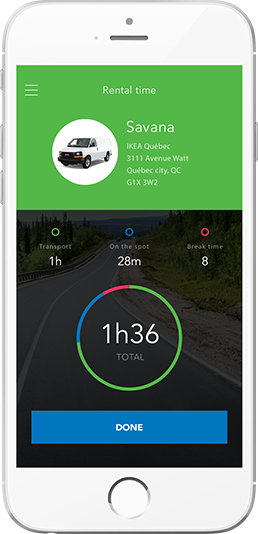 Rental time
Savana
IKEA Québec
3111 Avenue Watt
Québec city, QC
G1X 3W2
Transport
On the spot
Break time
1h
28m
8
1h36
TOTAL
DONE